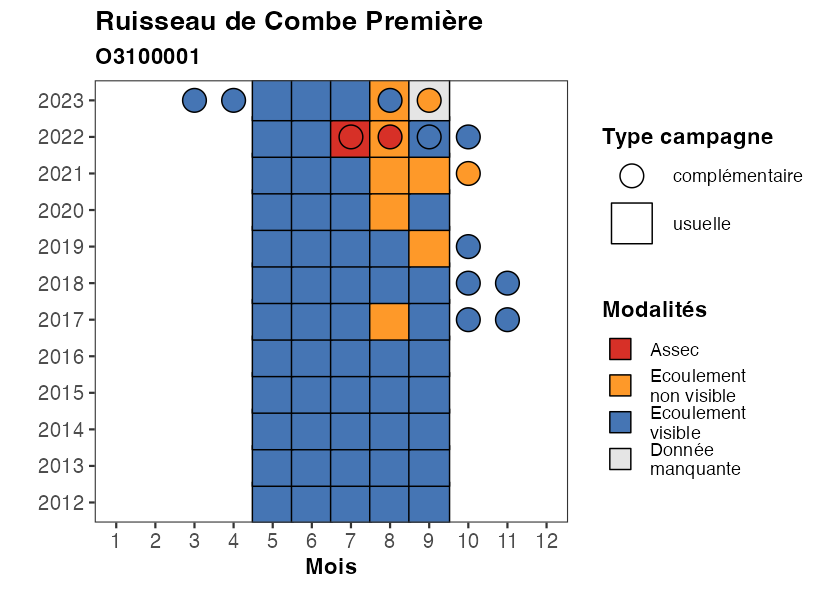 Ruisseau de Combe Première
O3100001
2023
2022
2021
2020
2019
2018
2017
2016
2015
2014
2013
2012
1 2 3 4 5 6 7 8 9 10 11 12
Mois
Type campagne
complémentaire
usuelle
Modalités
Assec
Ecoulement
non visible
Ecoulement
visible
Donnée
manquante